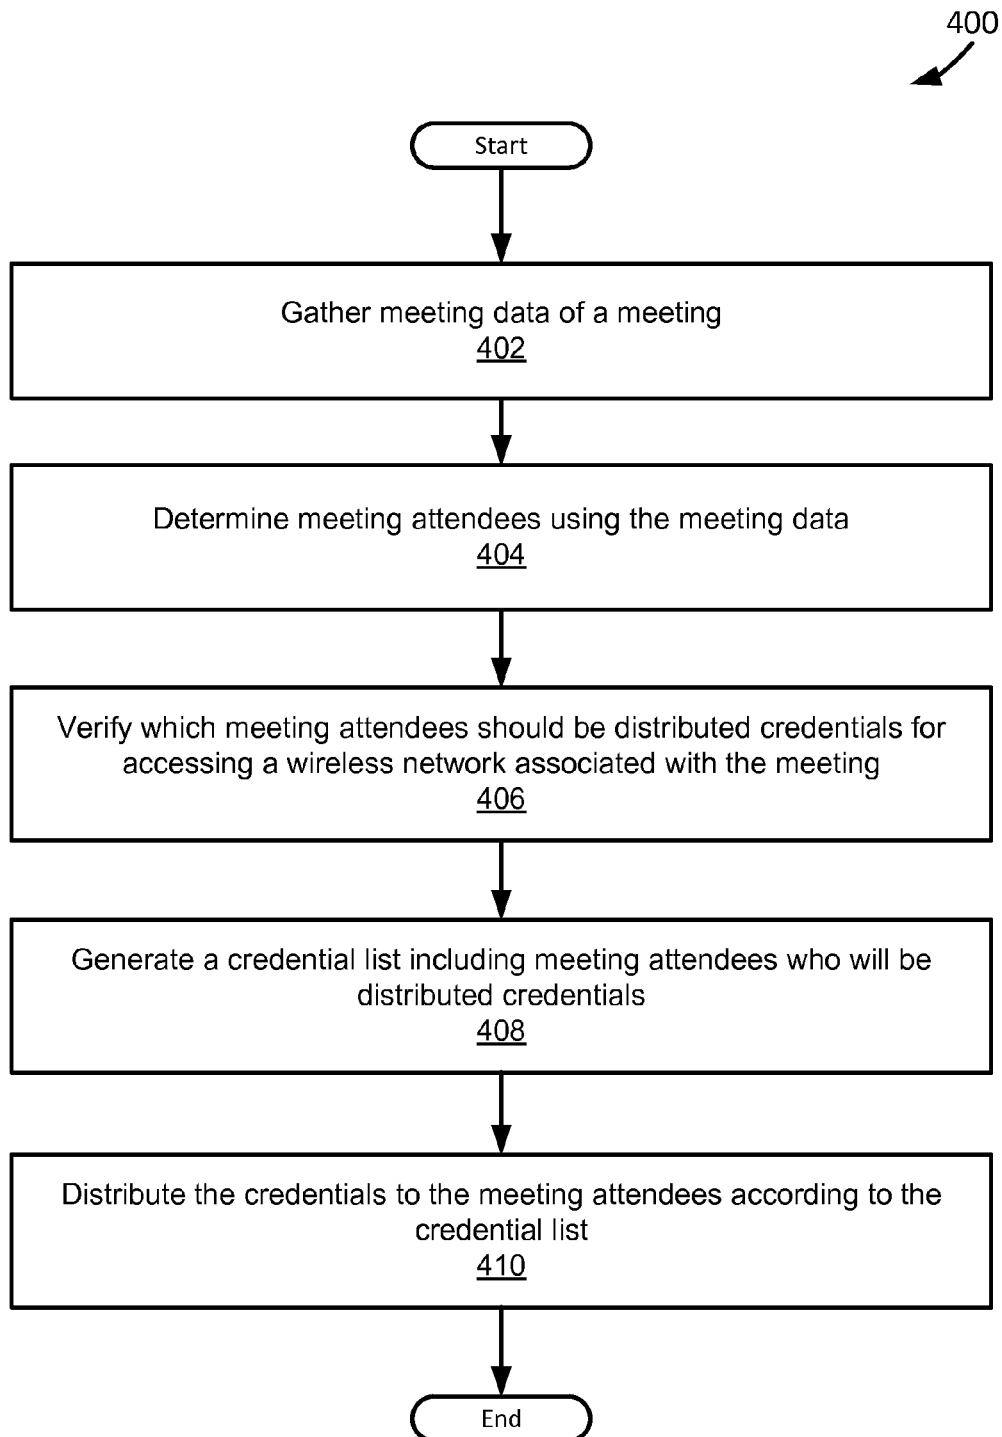 400
Start
Gather meeting data of a meeting
402
Determine meeting attendees using the meeting data
404
Verify which meeting attendees should be distributed credentials for
accessing a wireless network associated with the meeting
406
Generate a credential list including meeting attendees who will be
distributed credentials
408
Distribute the credentials to the meeting attendees according to the
credential list
410
End